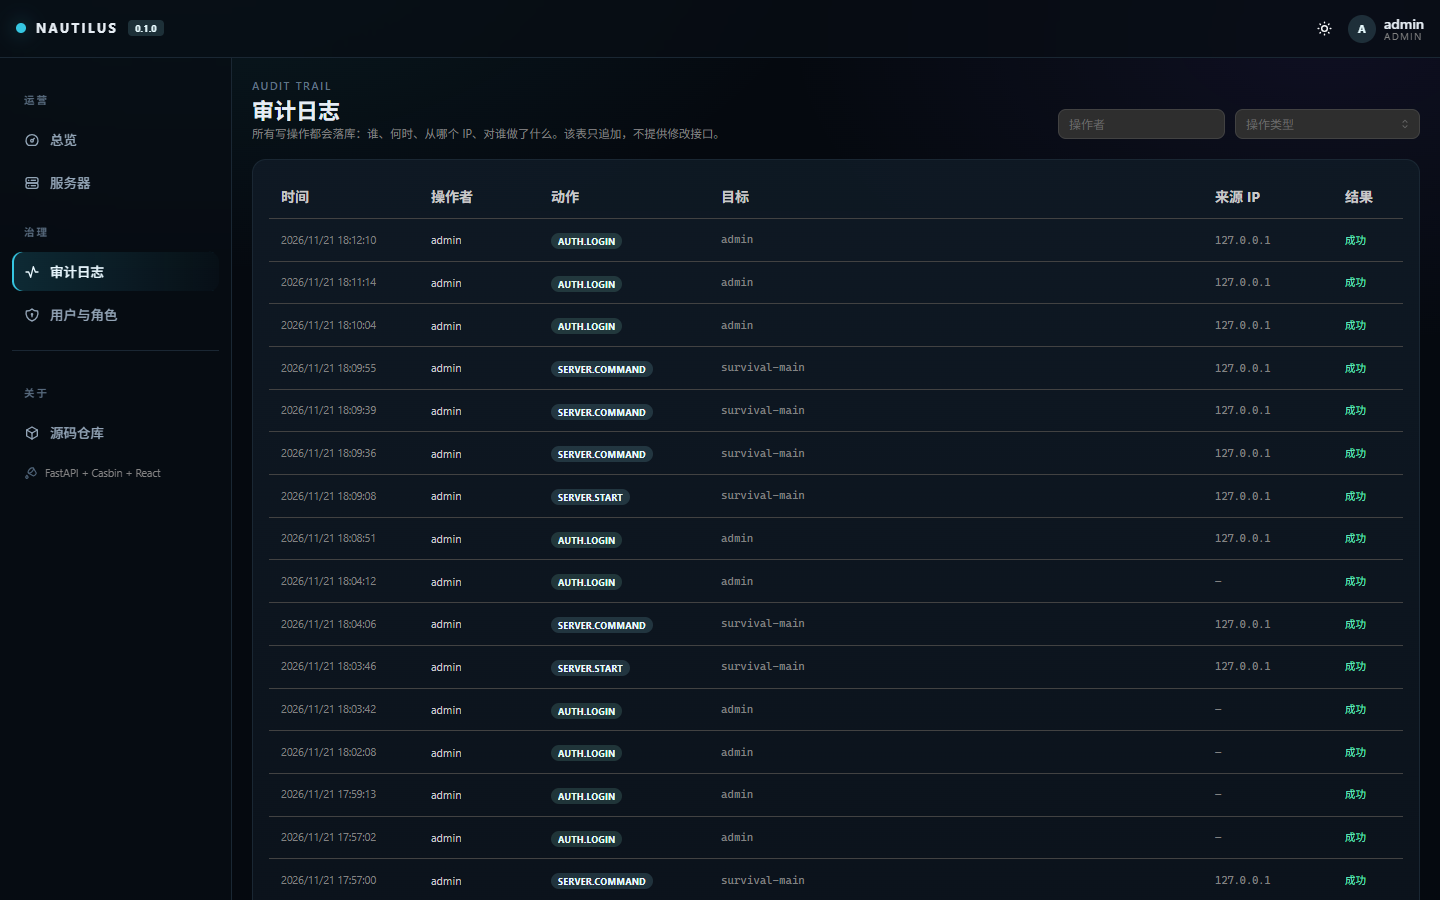 NAUTILUS 0.1.0
A admin
ADMIN
运营
总览
服务器
治理
审计日志
用户与角色
关于
源码仓库
FastAPI + Casbin + React
AUDIT TRAIL
审计日志
所有写操作都会落库：谁、何时、从哪个 IP、对谁做了什么。该表只追加，不提供修改接口。
操作者 操作类型
时间 操作者 动作 目标 来源 IP 结果
2026/11/21 18:12:10 admin AUTH.LOGIN admin 127.0.0.1 成功
2026/11/21 18:11:14 admin AUTH.LOGIN admin 127.0.0.1 成功
2026/11/21 18:10:04 admin AUTH.LOGIN admin 127.0.0.1 成功
2026/11/21 18:09:55 admin SERVER.COMMAND survival-main 127.0.0.1 成功
2026/11/21 18:09:39 admin SERVER.COMMAND survival-main 127.0.0.1 成功
2026/11/21 18:09:36 admin SERVER.COMMAND survival-main 127.0.0.1 成功
2026/11/21 18:09:08 admin SERVER.START survival-main 127.0.0.1 成功
2026/11/21 18:08:51 admin AUTH.LOGIN admin 127.0.0.1 成功
2026/11/21 18:04:12 admin AUTH.LOGIN admin — 成功
2026/11/21 18:04:06 admin SERVER.COMMAND survival-main 127.0.0.1 成功
2026/11/21 18:03:46 admin SERVER.START survival-main 127.0.0.1 成功
2026/11/21 18:03:42 admin AUTH.LOGIN admin — 成功
2026/11/21 18:02:08 admin AUTH.LOGIN admin — 成功
2026/11/21 17:59:13 admin AUTH.LOGIN admin — 成功
2026/11/21 17:57:02 admin AUTH.LOGIN admin — 成功
2026/11/21 17:57:00 admin SERVER.COMMAND survival-main 127.0.0.1 成功